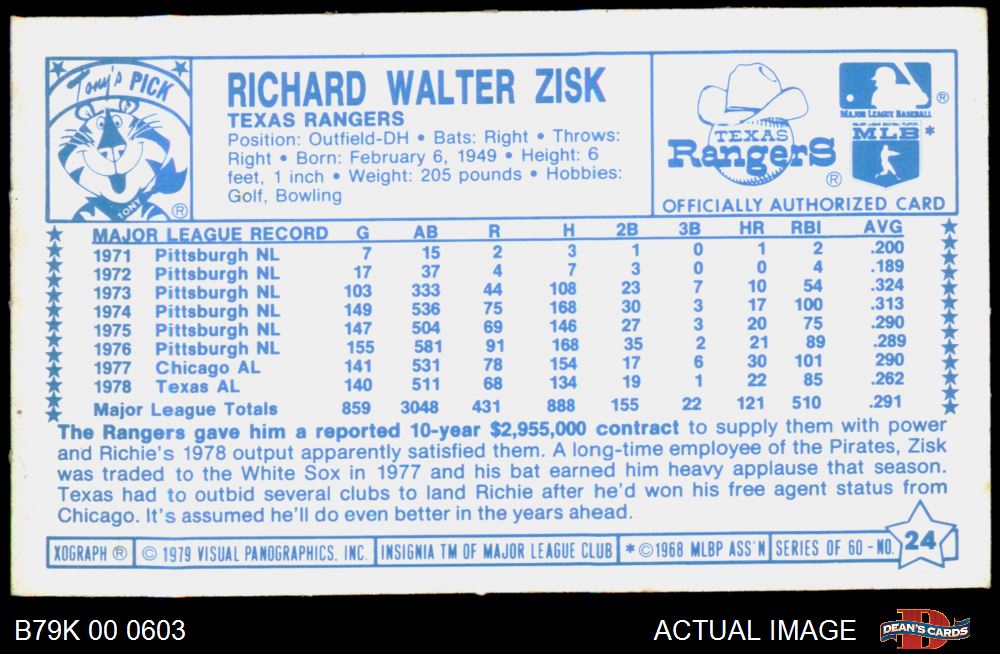 Tony's PICK
TONY
®
RICHARD WALTER ZISK
TEXAS RANGERS
Position: Outfield-DH • Bats: Right • Throws:
Right • Born: February 6, 1949 • Height: 6
feet, 1 inch • Weight: 205 pounds • Hobbies:
Golf, Bowling
TEXAS
RangerS
®
®
MAJOR LEAGUE BASEBALL
MAJOR LEAGUE BASEBALL PLAYERS
MLB*
OFFICIALLY AUTHORIZED CARD
MAJOR LEAGUE RECORD G AB R H 2B 3B HR RBI AVG
1971 Pittsburgh NL 7 15 2 3 1 0 1 2 .200
1972 Pittsburgh NL 17 37 4 7 3 0 0 4 .189
1973 Pittsburgh NL 103 333 44 108 23 7 10 54 .324
1974 Pittsburgh NL 149 536 75 168 30 3 17 100 .313
1975 Pittsburgh NL 147 504 69 146 27 3 20 75 .290
1976 Pittsburgh NL 155 581 91 168 35 2 21 89 .289
1977 Chicago AL 141 531 78 154 17 6 30 101 290
1978 Texas AL 140 511 68 134 19 1 22 85 .262
Major League Totals 859 3048 431 888 155 22 121 510 .291
The Rangers gave him a reported 10-year $2,955,000 contract to supply them with power
and Richie's 1978 output apparently satisfied them. A long-time employee of the Pirates, Zisk
was traded to the White Sox in 1977 and his bat earned him heavy applause that season.
Texas had to outbid several clubs to land Richie after he'd won his free agent status from
Chicago. It's assumed he'll do even better in the years ahead.
XOGRAPH ® © 1979 VISUAL PANOGRAPHICS, INC. INSIGNIA TM OF MAJOR LEAGUE CLUB *©1968 MLBP ASS'N SERIES OF 60-NO. 24
B79K 00 0603
ACTUAL IMAGE
D
DEAN'S CARDS